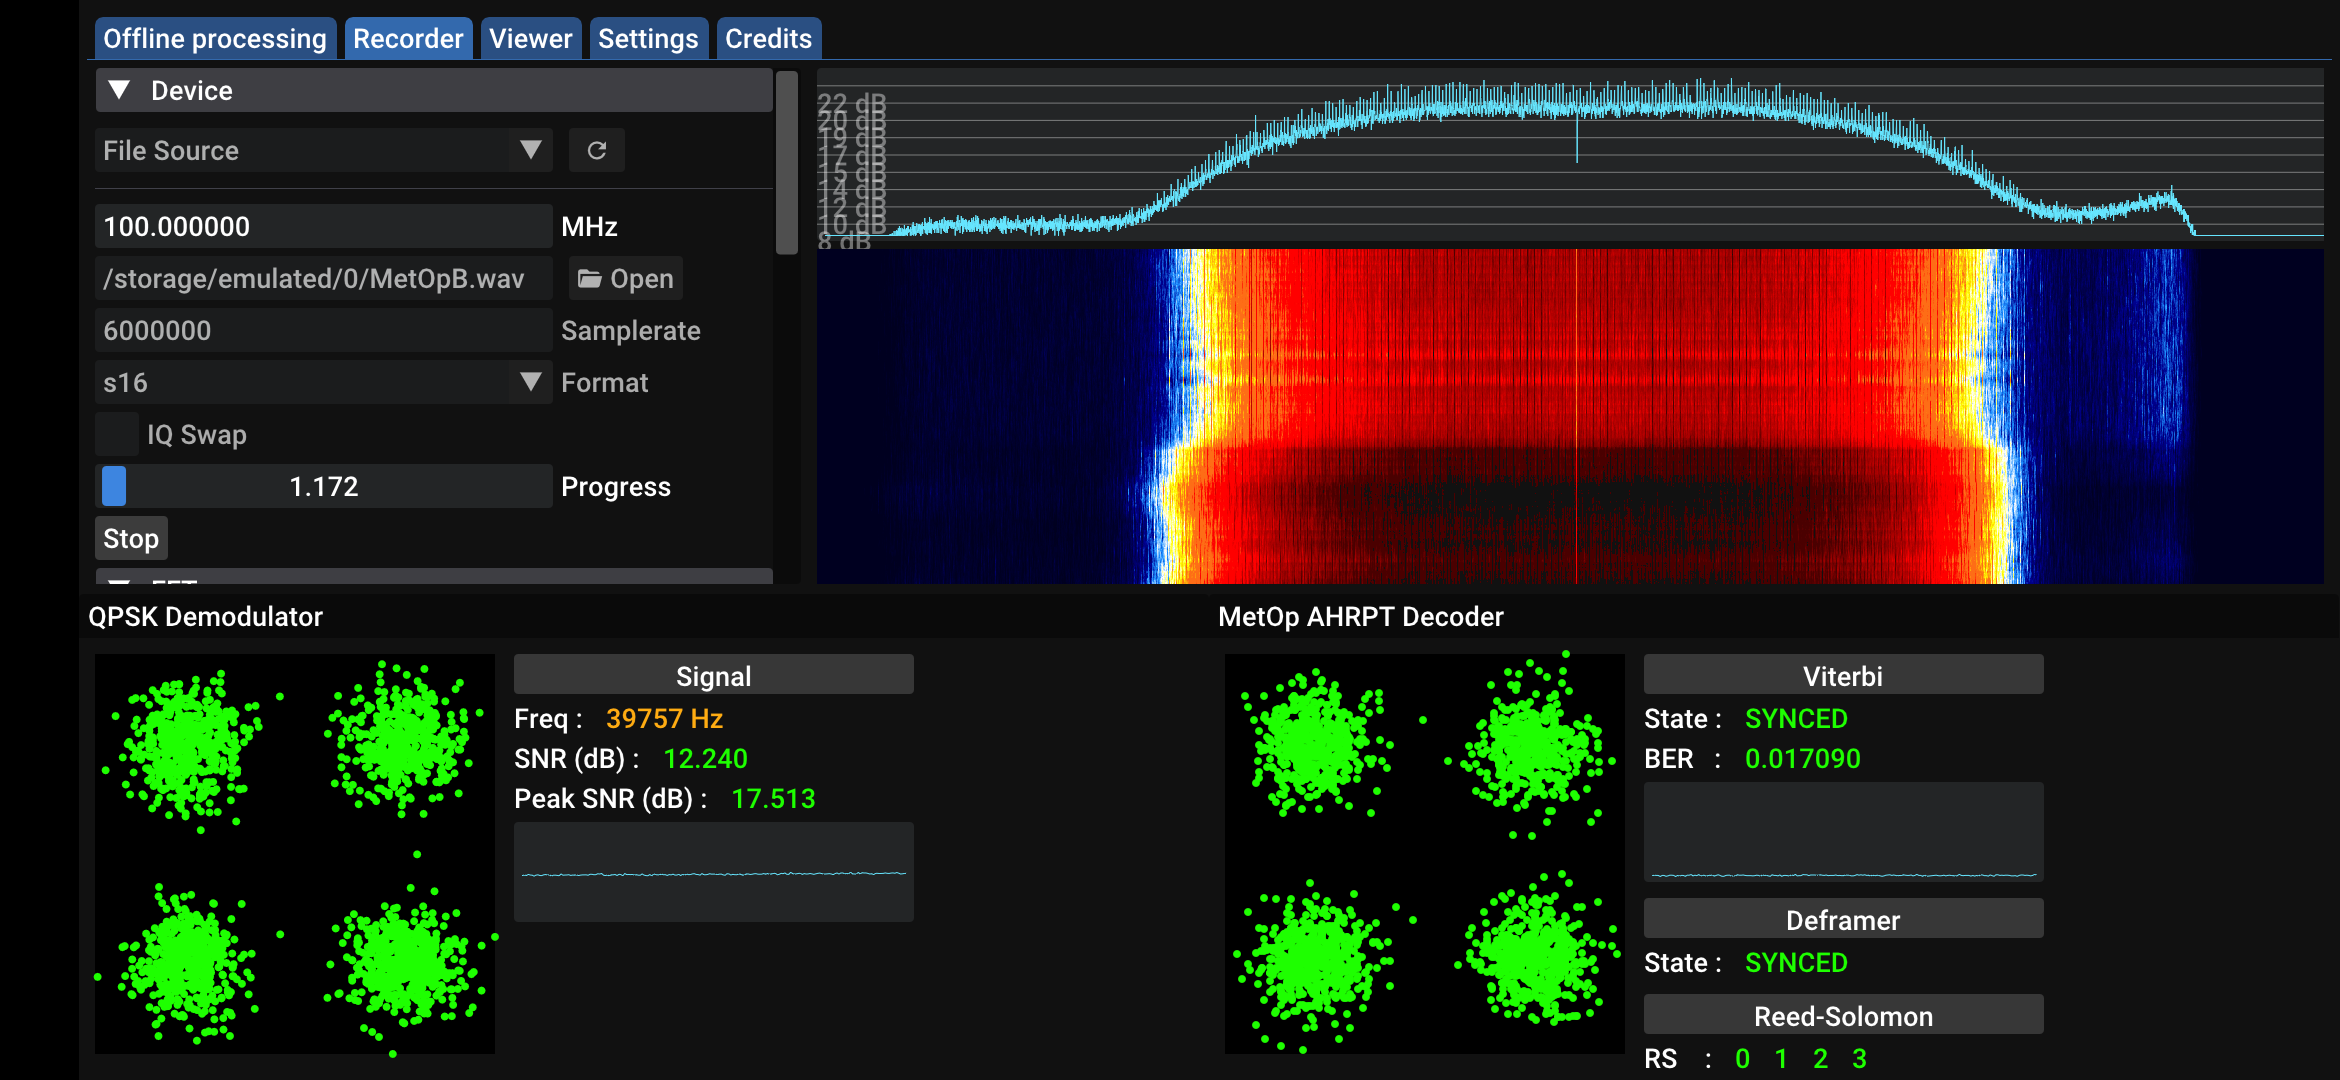 Offline processing Recorder Viewer Settings Credits
Device
File Source
100.000000 MHz
/storage/emulated/0/MetOpB.wav Open
6000000 Samplerate
s16 Format
IQ Swap
1.172 Progress
Stop
22 dB
20 dB
19 dB
17 dB
15 dB
14 dB
12 dB
10 dB
8 dB
QPSK Demodulator
Signal
Freq : 39757 Hz
SNR (dB) : 12.240
Peak SNR (dB) : 17.513
MetOp AHRPT Decoder
Viterbi
State : SYNCED
BER : 0.017090
Deframer
State : SYNCED
Reed-Solomon
RS : 0 1 2 3